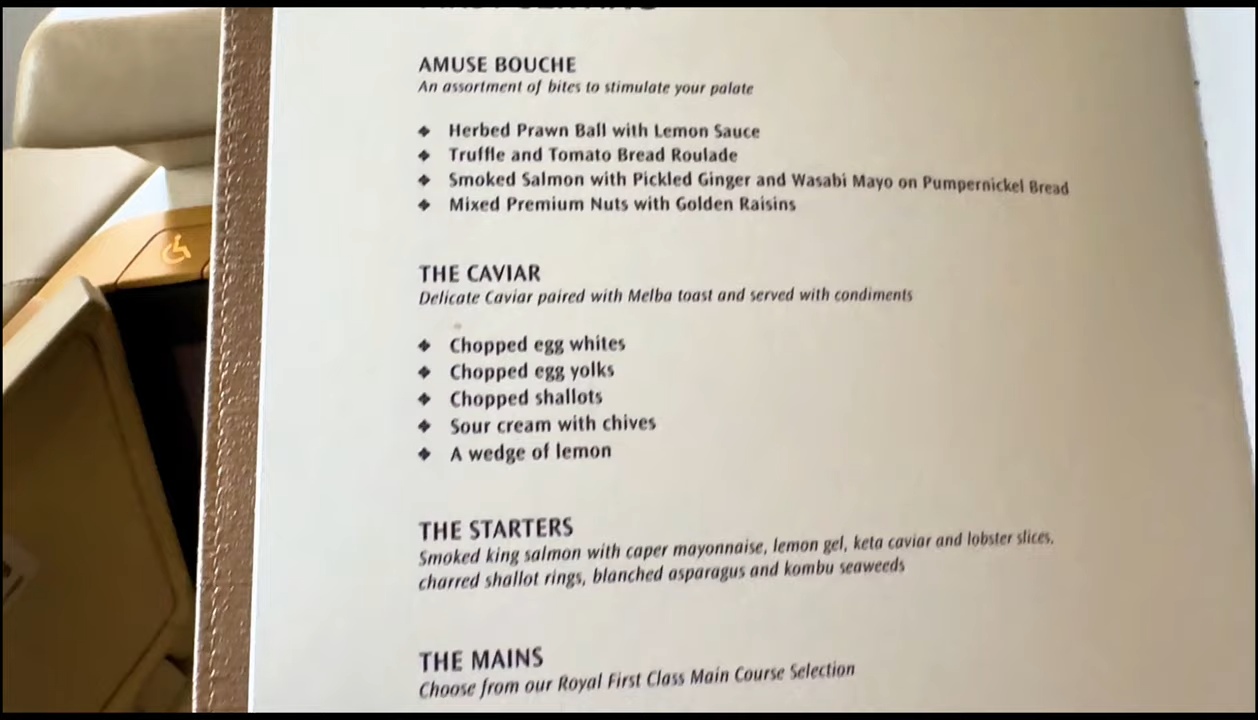 AMUSE BOUCHE
An assortment of bites to stimulate your palate
❖ Herbed Prawn Ball with Lemon Sauce
❖ Truffle and Tomato Bread Roulade
❖ Smoked Salmon with Pickled Ginger and Wasabi Mayo on Pumpernickel Bread
❖ Mixed Premium Nuts with Golden Raisins
THE CAVIAR
Delicate Caviar paired with Melba toast and served with condiments
❖ Chopped egg whites
❖ Chopped egg yolks
❖ Chopped shallots
❖ Sour cream with chives
❖ A wedge of lemon
THE STARTERS
Smoked king salmon with caper mayonnaise, lemon gel, keta caviar and lobster slices,
charred shallot rings, blanched asparagus and kombu seaweeds
THE MAINS
Choose from our Royal First Class Main Course Selection